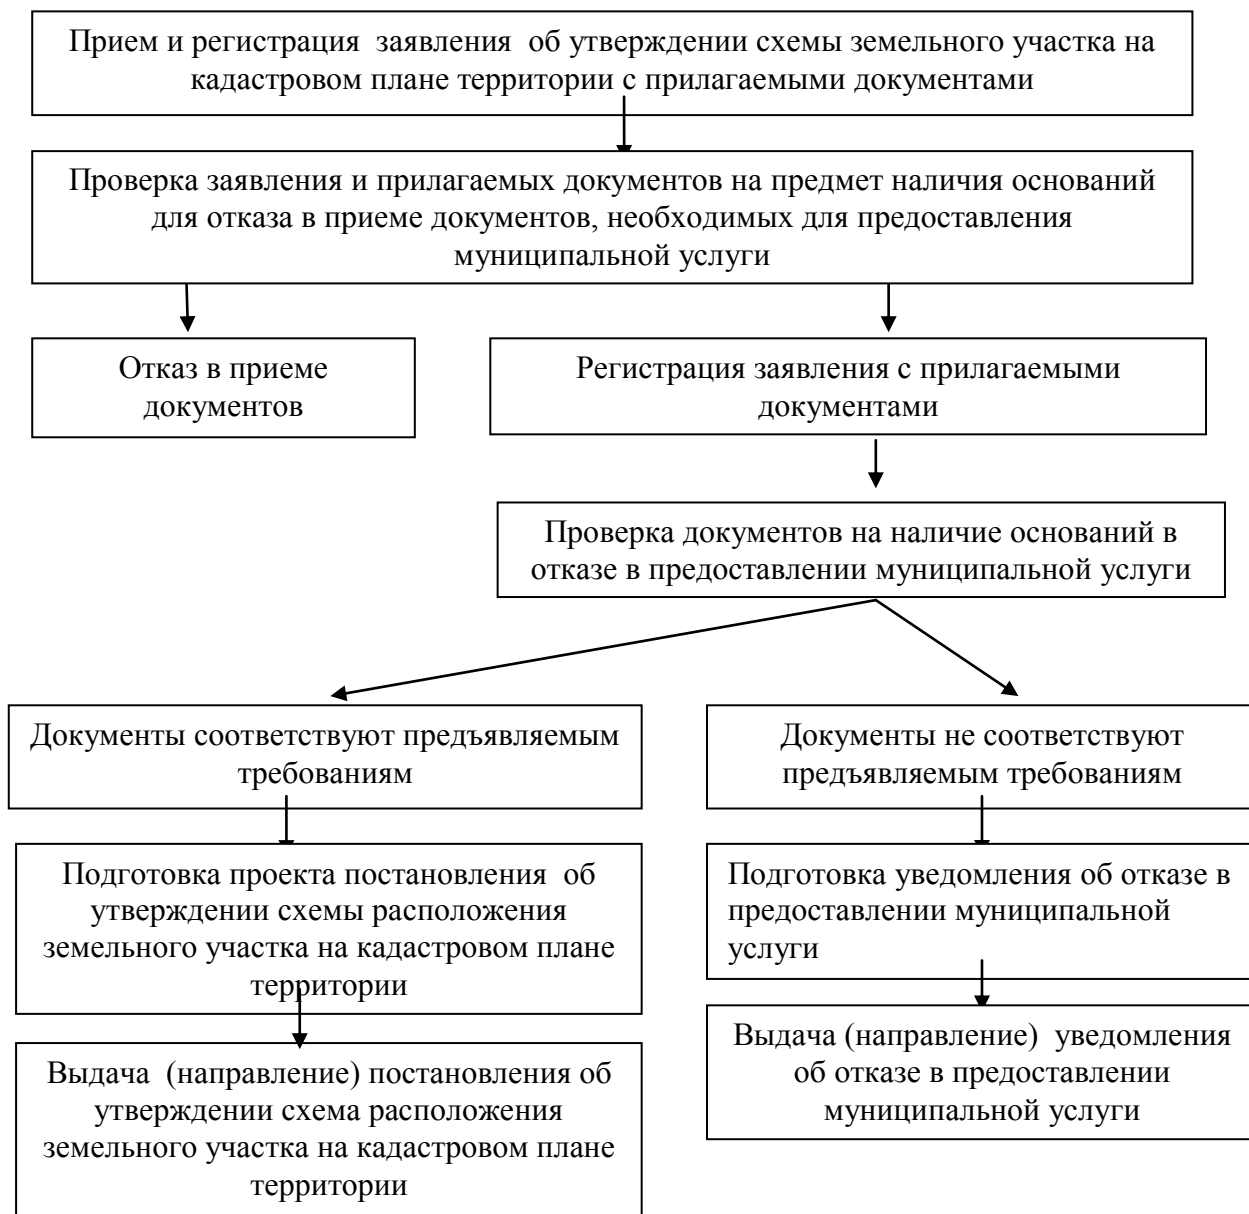 Прием и регистрация  заявления  об утверждении схемы земельного участка на
кадастровом плане территории с прилагаемыми документами
Проверка заявления и прилагаемых документов на предмет наличия оснований
для отказа в приеме документов, необходимых для предоставления
муниципальной услуги
Отказ в приеме
документов
Регистрация заявления с прилагаемыми
документами
Проверка документов на наличие оснований в
отказе в предоставлении муниципальной услуги
Документы соответствуют предъявляемым
требованиям
Документы не соответствуют
предъявляемым требованиям
Подготовка проекта постановления  об
утверждении схемы расположения
земельного участка на кадастровом плане
территории
Подготовка уведомления об отказе в
предоставлении муниципальной
услуги
Выдача  (направление) постановления об
утверждении схема расположения
земельного участка на кадастровом плане
территории
Выдача (направление)  уведомления
об отказе в предоставлении
муниципальной услуги